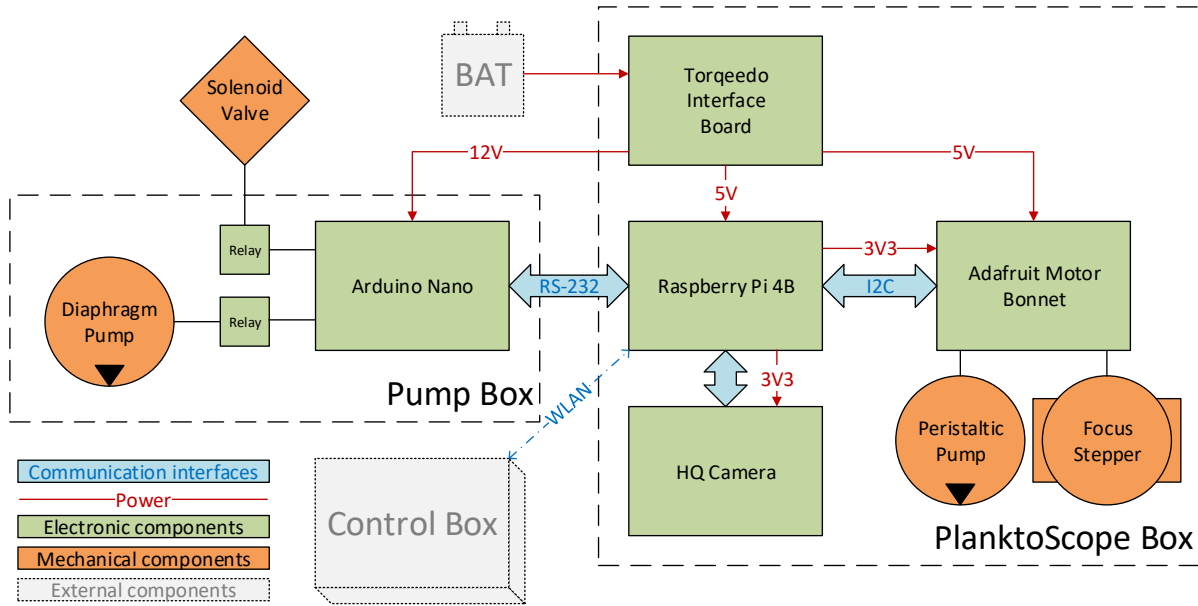 BAT
Torqeedo
Interface
Board
Solenoid
Valve
12V
5V
5V
Relay
Arduino Nano
RS-232
Raspberry Pi 4B
3V3
I2C
Adafruit Motor
Bonnet
Diaphragm
Pump
Relay
Pump Box
3V3
WLAN
HQ Camera
Peristaltic
Pump
Focus
Stepper
PlanktoScope Box
Control Box
Communication interfaces
Power
Electronic components
Mechanical components
External components